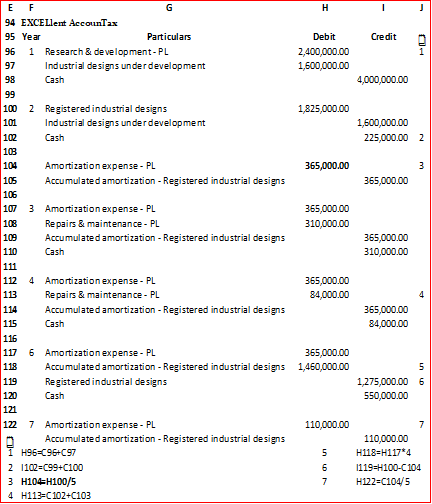 E F G H I J
94 EXCELlent AccounTax
95 Year Particulars Debit Credit
96 1 Research & development - PL 2,400,000.00 1
97 Industrial designs under development 1,600,000.00
98 Cash 4,000,000.00
99
100 2 Registered industrial designs 1,825,000.00
101 Industrial designs under development 1,600,000.00
102 Cash 225,000.00 2
103
104 Amortization expense - PL 365,000.00 3
105 Accumulated amortization - Registered industrial designs 365,000.00
106
107 3 Amortization expense - PL 365,000.00
108 Repairs & maintenance - PL 310,000.00
109 Accumulated amortization - Registered industrial designs 365,000.00
110 Cash 310,000.00
111
112 4 Amortization expense - PL 365,000.00
113 Repairs & maintenance - PL 84,000.00 4
114 Accumulated amortization - Registered industrial designs 365,000.00
115 Cash 84,000.00
116
117 6 Amortization expense - PL 365,000.00
118 Accumulated amortization - Registered industrial designs 1,460,000.00 5
119 Registered industrial designs 1,275,000.00 6
120 Cash 550,000.00
121
122 7 Amortization expense - PL 110,000.00 7
Accumulated amortization - Registered industrial designs 110,000.00
1 H96=C96+C97 5 H118=H117*4
2 I102=C99+C100 6 I119=H100-C104
3 H104=H100/5 7 H122=C104/5
4 H113=C102+C103